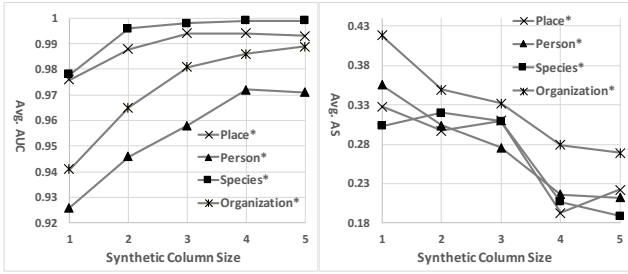 1
0.99
0.98
0.97
0.96
0.95
0.94
0.93
0.92
Avg. AUC
Place*
Person*
Species*
Organization*
1 2 3 4 5
Synthetic Column Size
0.43
0.38
0.33
0.28
0.23
0.18
Avg. AS
Place*
Person*
Species*
Organization*
1 2 3 4 5
Synthetic Column Size